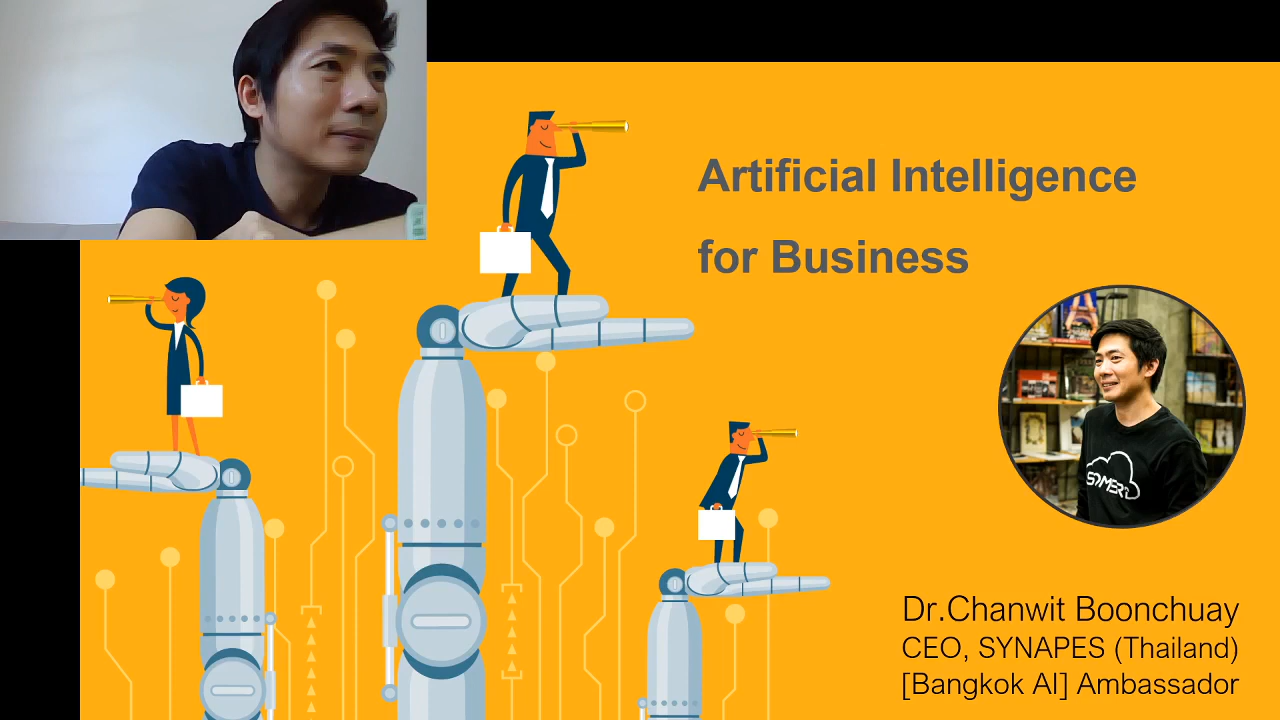 Artificial Intelligence
for Business
Dr.Chanwit Boonchuay
CEO, SYNAPES (Thailand)
[Bangkok AI] Ambassador